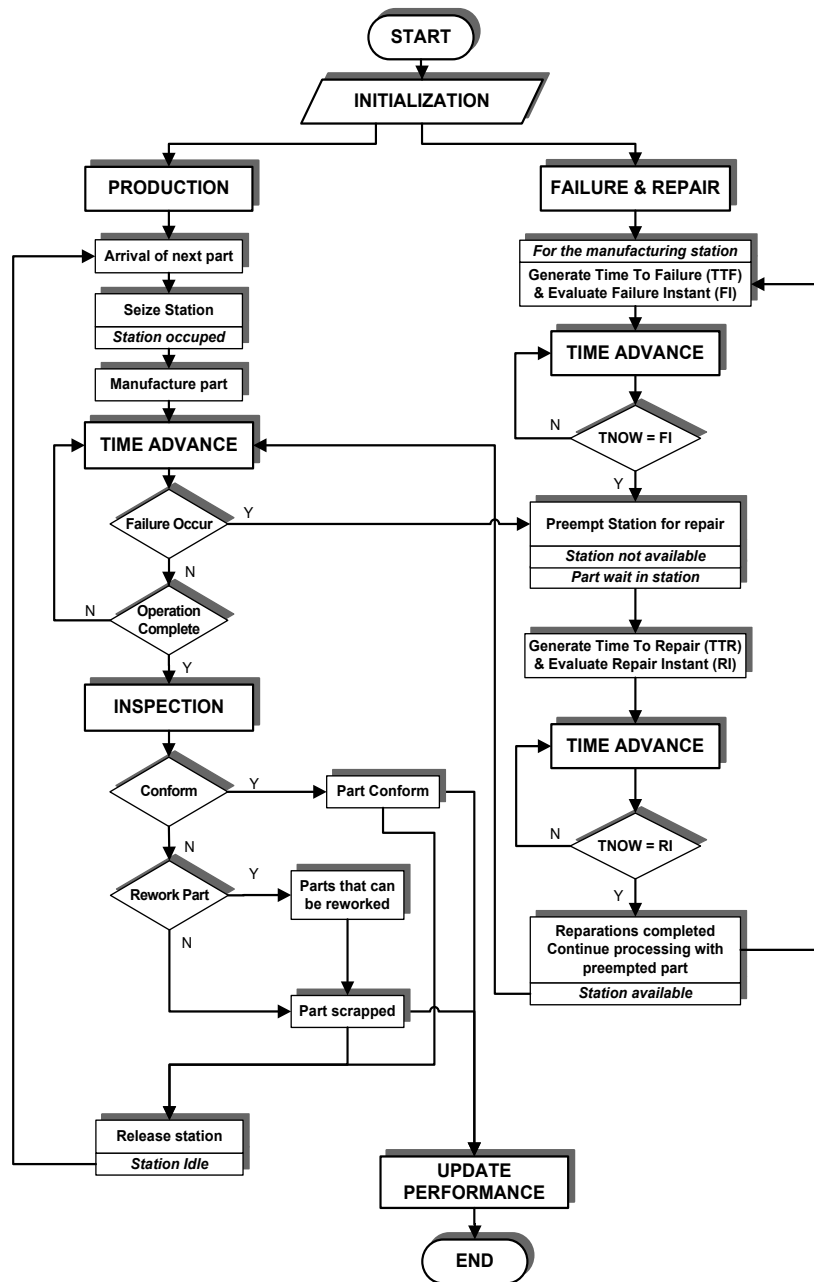 START
INITIALIZATION
PRODUCTION
Arrival of next part
Seize Station
Station occuped
Manufacture part
TIME ADVANCE
Failure Occur
Y
N
Operation
Complete
N
Y
INSPECTION
Conform
Y
Part Conform
N
Rework Part
Y
Parts that can
be reworked
N
Part scrapped
Release station
Station Idle
FAILURE & REPAIR
For the manufacturing station
Generate Time To Failure (TTF)
& Evaluate Failure Instant (FI)
TIME ADVANCE
N
TNOW = FI
Y
Preempt Station for repair
Station not available
Part wait in station
Generate Time To Repair (TTR)
& Evaluate Repair Instant (RI)
TIME ADVANCE
N
TNOW = RI
Y
Reparations completed
Continue processing with
preempted part
Station available
UPDATE
PERFORMANCE
END